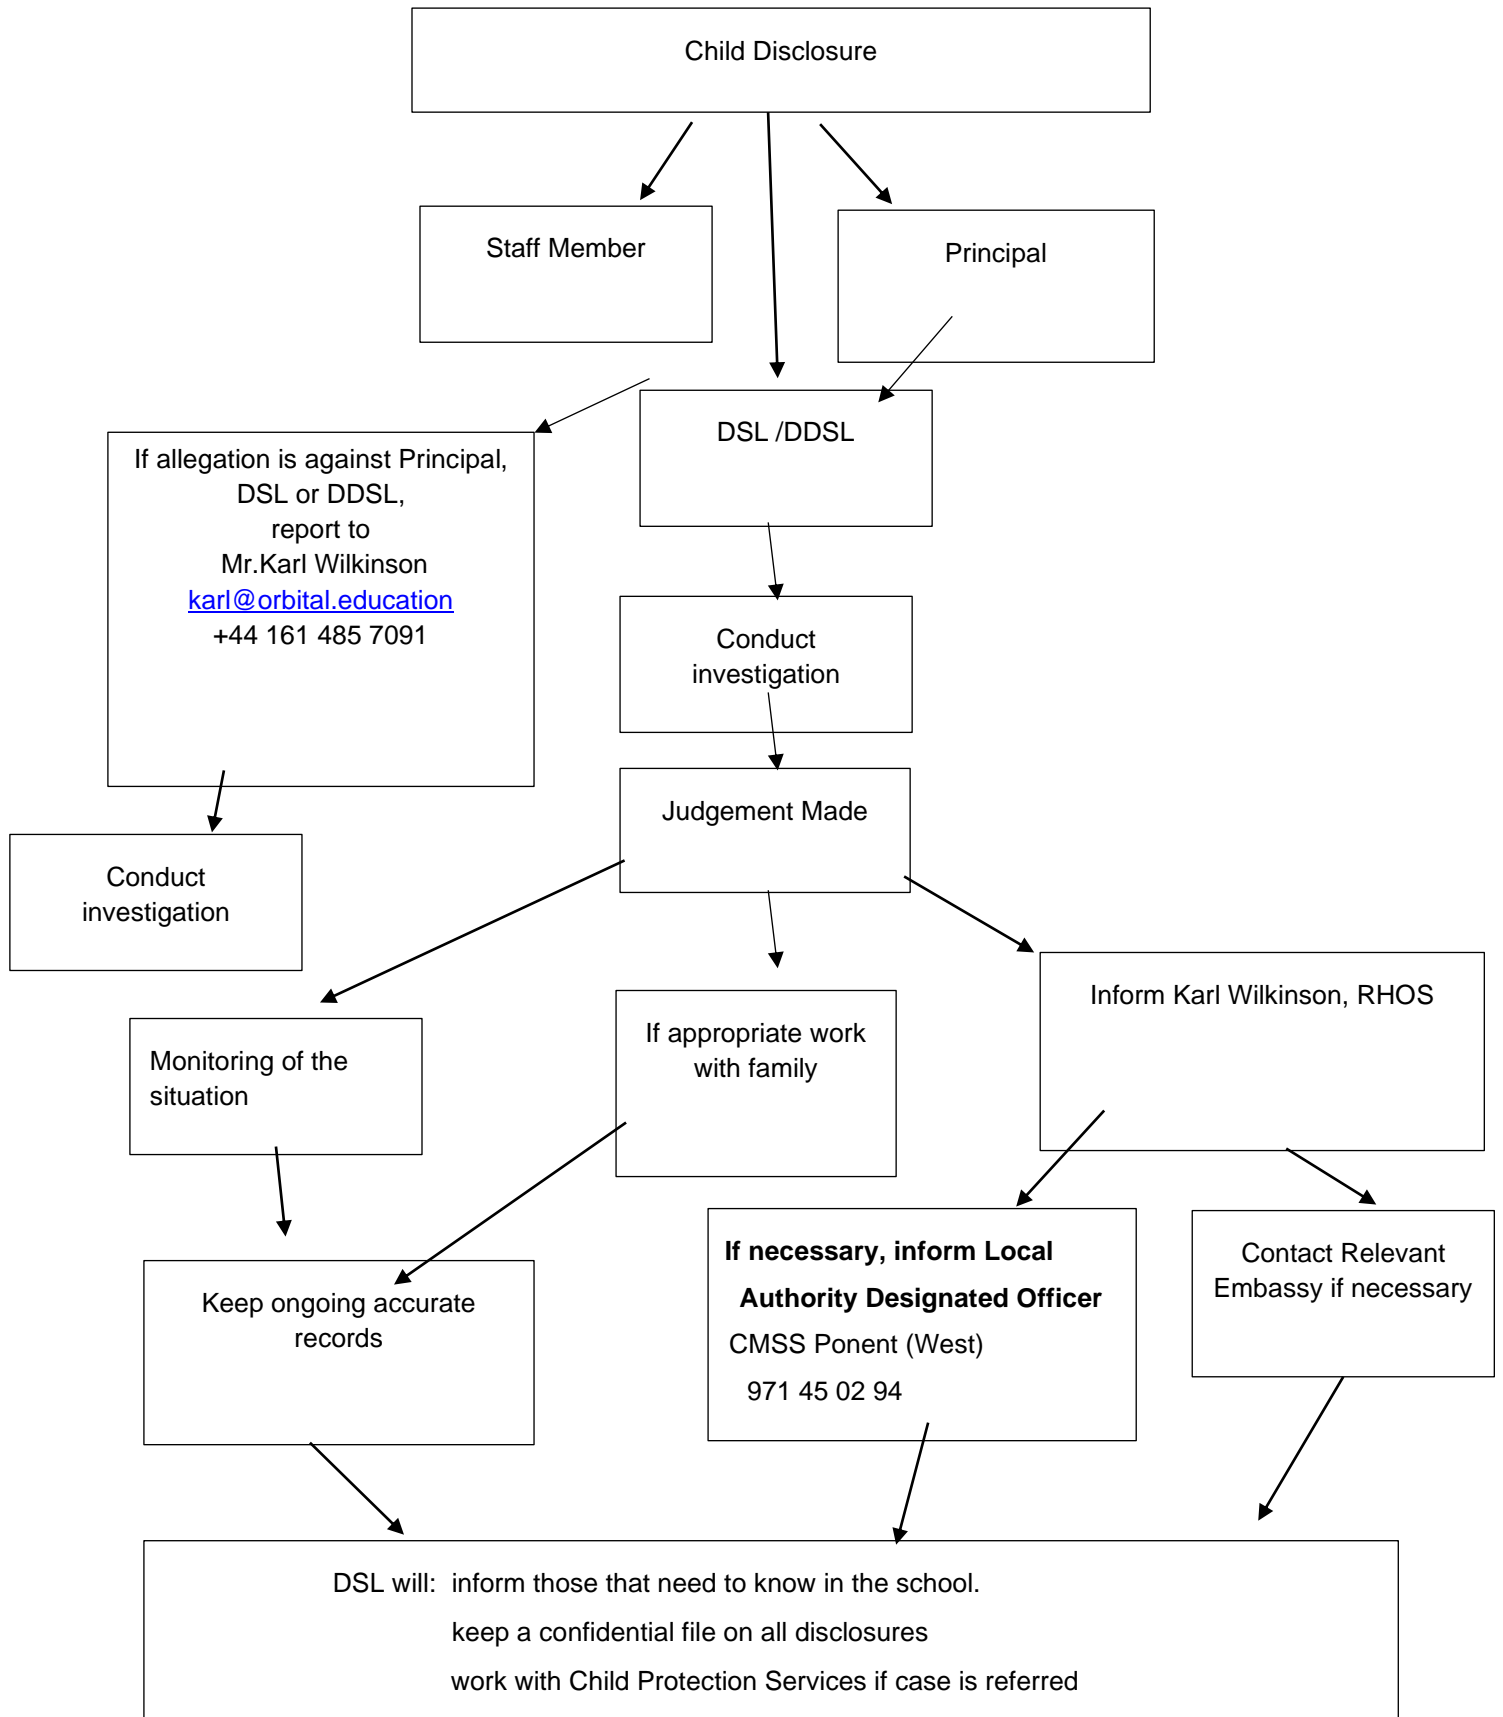 Child Disclosure
Staff Member
Principal
DSL /DDSL
If allegation is against Principal,
DSL or DDSL,
report to
Mr.Karl Wilkinson
karl@orbital.education
+44 161 485 7091
Conduct
investigation
Judgement Made
Conduct
investigation
Monitoring of the
situation
If appropriate work
with family
Inform Karl Wilkinson, RHOS
Keep ongoing accurate
records
If necessary, inform Local
Authority Designated Officer
CMSS Ponent (West)
971 45 02 94
Contact Relevant
Embassy if necessary
DSL will: inform those that need to know in the school.
keep a confidential file on all disclosures
work with Child Protection Services if case is referred